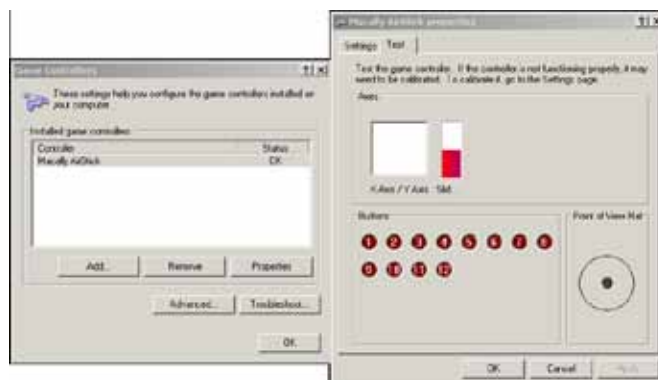 Game Controllers
These settings help you configure the game controllers installed on
your computer.
Installed game controllers
Controller Status
Macally AirStick OK
Add... Remove Properties
Advanced... Troubleshoot...
OK
Macally AirStick properties
Settings Test
Test the game controller. If the controller is not functioning properly, it may
need to be calibrated. To calibrate it, go to the Settings page.
Axes
X Axis / Y Axis Slid
Buttons
1 2 3 4 5 6 7 8
9 10 11 12
Point of View Hat
OK Cancel Apply